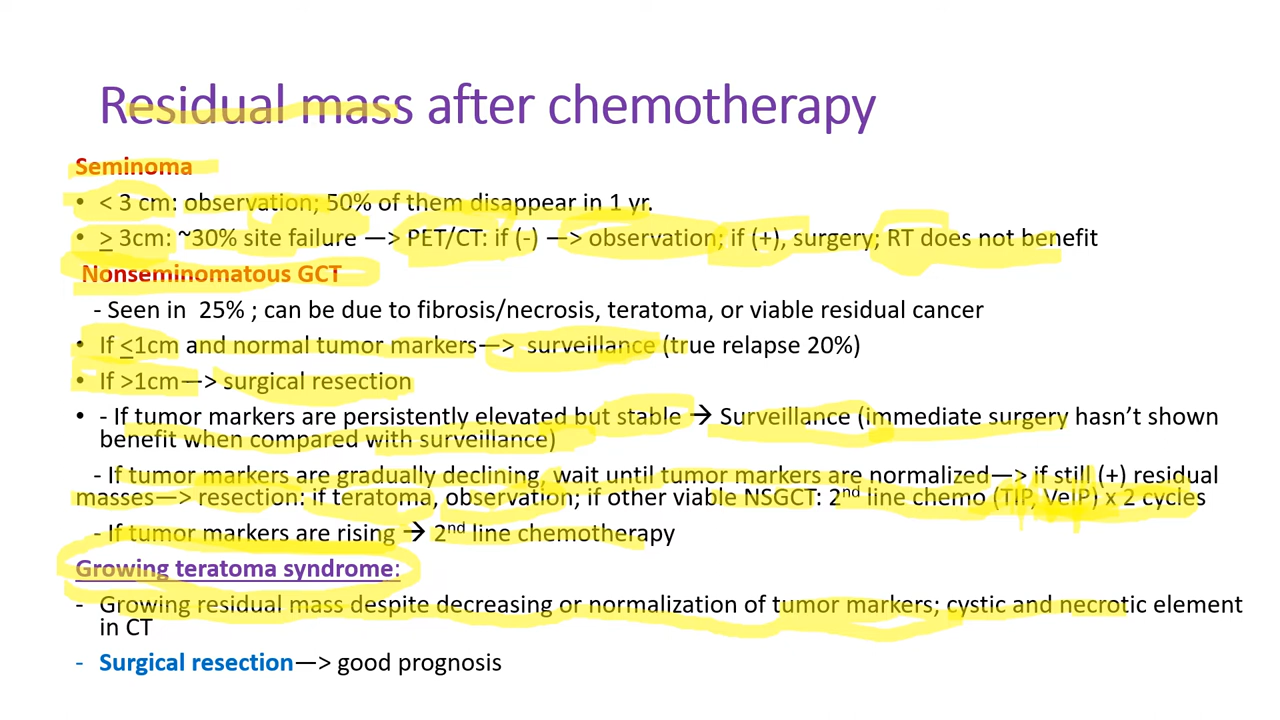 Residual mass after chemotherapy
Seminoma
• < 3 cm: observation; 50% of them disappear in 1 yr.
• > 3cm: ~30% site failure —> PET/CT: if (-) —> observation; if (+), surgery; RT does not benefit
Nonseminomatous GCT
- Seen in 25% ; can be due to fibrosis/necrosis, teratoma, or viable residual cancer
• If <1cm and normal tumor markers—> surveillance (true relapse 20%)
• If >1cm—> surgical resection
• - If tumor markers are persistently elevated but stable → Surveillance (immediate surgery hasn't shown
benefit when compared with surveillance)
- If tumor markers are gradually declining, wait until tumor markers are normalized—> if still (+) residual
masses—> resection: if teratoma, observation; if other viable NSGCT: 2nd line chemo (TIP, VeIP) x 2 cycles
- If tumor markers are rising → 2nd line chemotherapy
Growing teratoma syndrome:
- Growing residual mass despite decreasing or normalization of tumor markers; cystic and necrotic element
in CT
- Surgical resection—> good prognosis